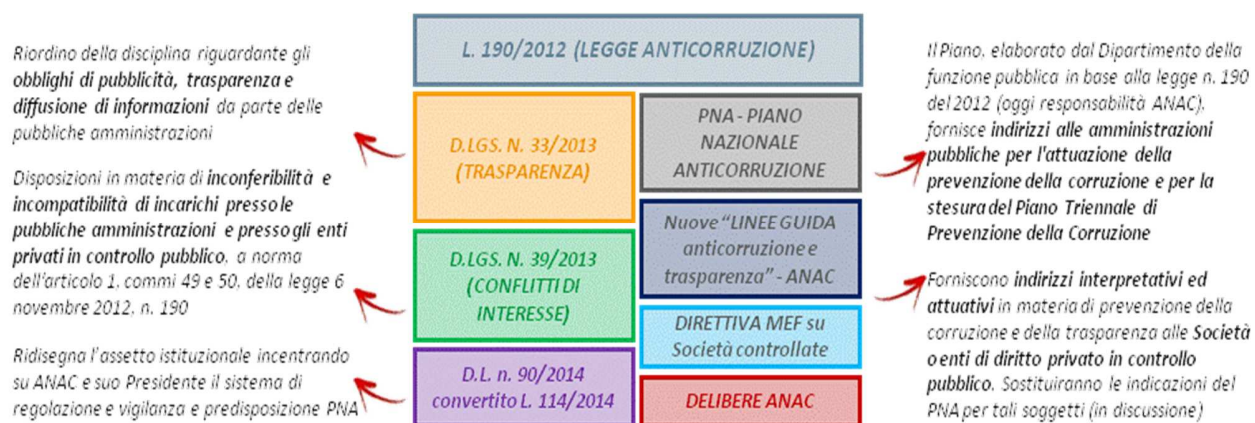 L. 190/2012 (LEGGE ANTICORRUZIONE)
Riordino della disciplina riguardante gli
obblighi di pubblicità, trasparenza e
diffusione di informazioni da parte delle
pubbliche amministrazioni
Disposizioni in materia di inconferibilità e
incompatibilità di incarichi presso le
pubbliche amministrazioni e presso gli enti
privati in controllo pubblico, a norma
dell'articolo 1, commi 49 e 50, della legge 6
novembre 2012, n. 190
Ridisegna l'assetto istituzionale incentrando
su ANAC e suo Presidente il sistema di
regolazione e vigilanza e predisposizione PNA
D.LGS. N. 33/2013
(TRASPARENZA)
D.LGS. N. 39/2013
(CONFLITTI DI
INTERESSE)
D.L. n. 90/2014
convertito L. 114/2014
PNA - PIANO
NAZIONALE
ANTICORRUZIONE
Nuove "LINEE GUIDA
anticorruzione e
trasparenza" - ANAC
DIRETTIVA MEF su
Società controllate
DELIBERE ANAC
Il Piano, elaborato dal Dipartimento della
funzione pubblica in base alla legge n. 190
del 2012 (oggi responsabilità ANAC),
fornisce indirizzi alle amministrazioni
pubbliche per l'attuazione della
prevenzione della corruzione e per la
stesura del Piano Triennale di
Prevenzione della Corruzione
Forniscono indirizzi interpretativi ed
attuativi in materia di prevenzione della
corruzione e della trasparenza alle Società
o enti di diritto privato in controllo
pubblico. Sostituiranno le indicazioni del
PNA per tali soggetti (in discussione)